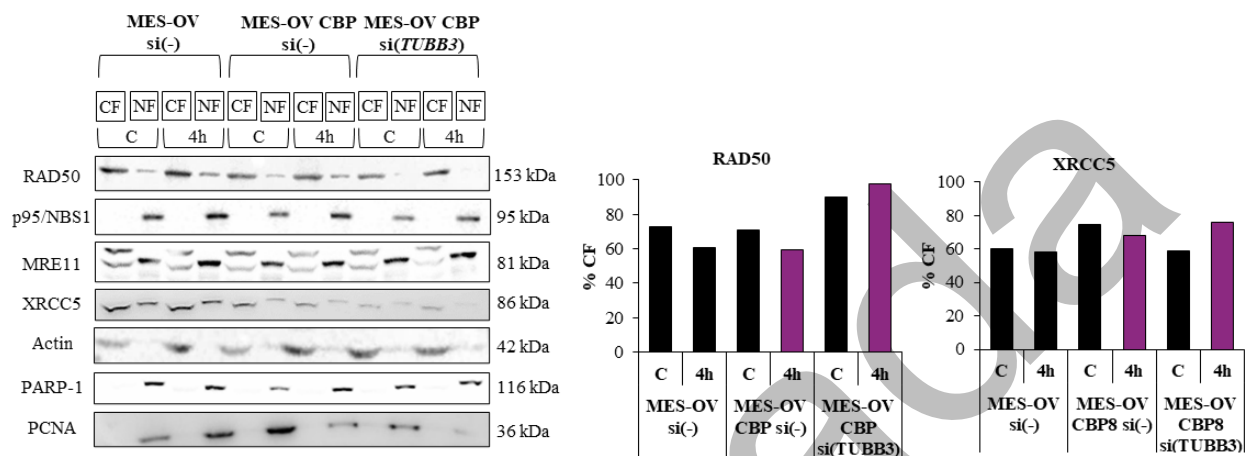 MES-OV MES-OV CBP MES-OV CBP
si(-) si(-) si(TUBB3)
CF NF CF NF CF NF CF NF CF NF CF NF
C 4h C 4h C 4h
RAD50 153 kDa
p95/NBS1 95 kDa
MRE11 81 kDa
XRCC5 86 kDa
Actin 42 kDa
PARP-1 116 kDa
PCNA 36 kDa
RAD50
% CF
100
80
60
40
20
0
C 4h C 4h C 4h
MES-OV MES-OV MES-OV
si(-) CBP si(-) CBP
si(TUBB3)
XRCC5
% CF
100
80
60
40
20
0
C 4h C 4h C 4h
MES-OV MES-OV MES-OV
si(-) CBP8 si(-) CBP8
si(TUBB3)